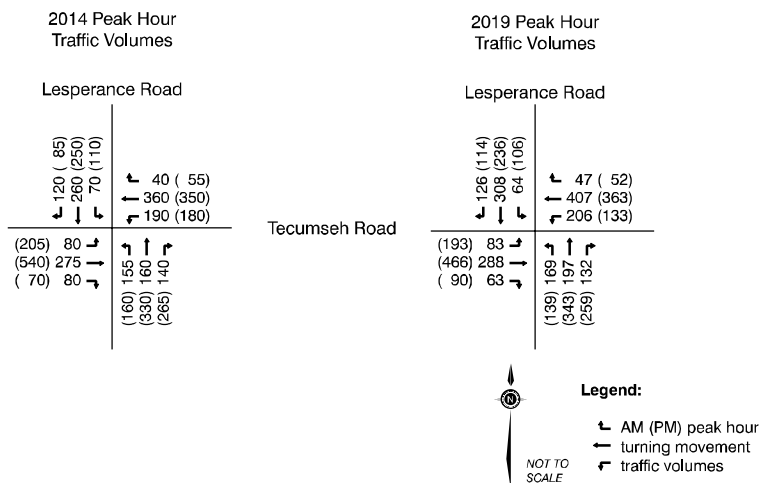 2014 Peak Hour
Traffic Volumes
Lesperance Road
120 ( 85)
260 (250)
70 (110)
40 ( 55)
360 (350)
190 (180)
(205) 80
(540) 275
( 70) 80
(160) 155
(330) 160
(265) 140
Tecumseh Road
2019 Peak Hour
Traffic Volumes
Lesperance Road
126 (114)
308 (236)
64 (106)
47 ( 52)
407 (363)
206 (133)
(193) 83
(466) 288
( 90) 63
(139) 169
(343) 197
(259) 132
N
NOT TO
SCALE
Legend:
AM (PM) peak hour
turning movement
traffic volumes